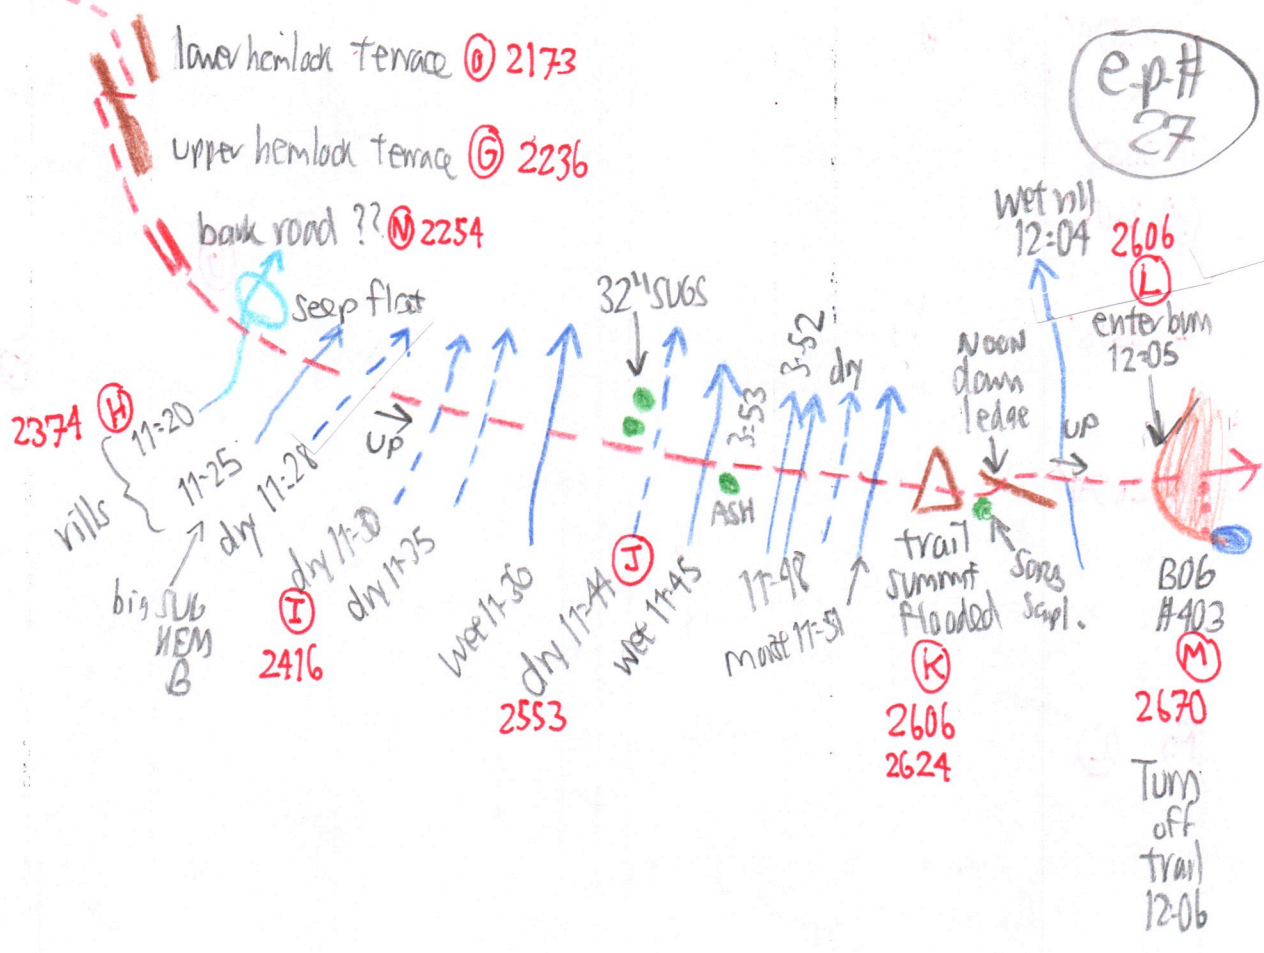 lower hemlock terrace O 2173
e.p.#
27
upper hemlock terrace G 2236
bank road ?? N 2254
wet rill
12:04
2606
L
enter bwn
12:05
seep flat
32" SUGS
3:52
dry
Noon
down
ledge
UP
2374 H
11:20
11:25
dry 11:28
rills
UP
3:53
ASH
big SUG
HEM
B
dry 11:30
I
2416
dry 11:35
wet 11:36
dry 11:44
J
2553
wet 11:45
11:48
moist 11:51
trail
summit
flooded
K
2606
2624
Sorb
Sapl.
BOB
#403
M
2670
Turn
off
trail
12:06